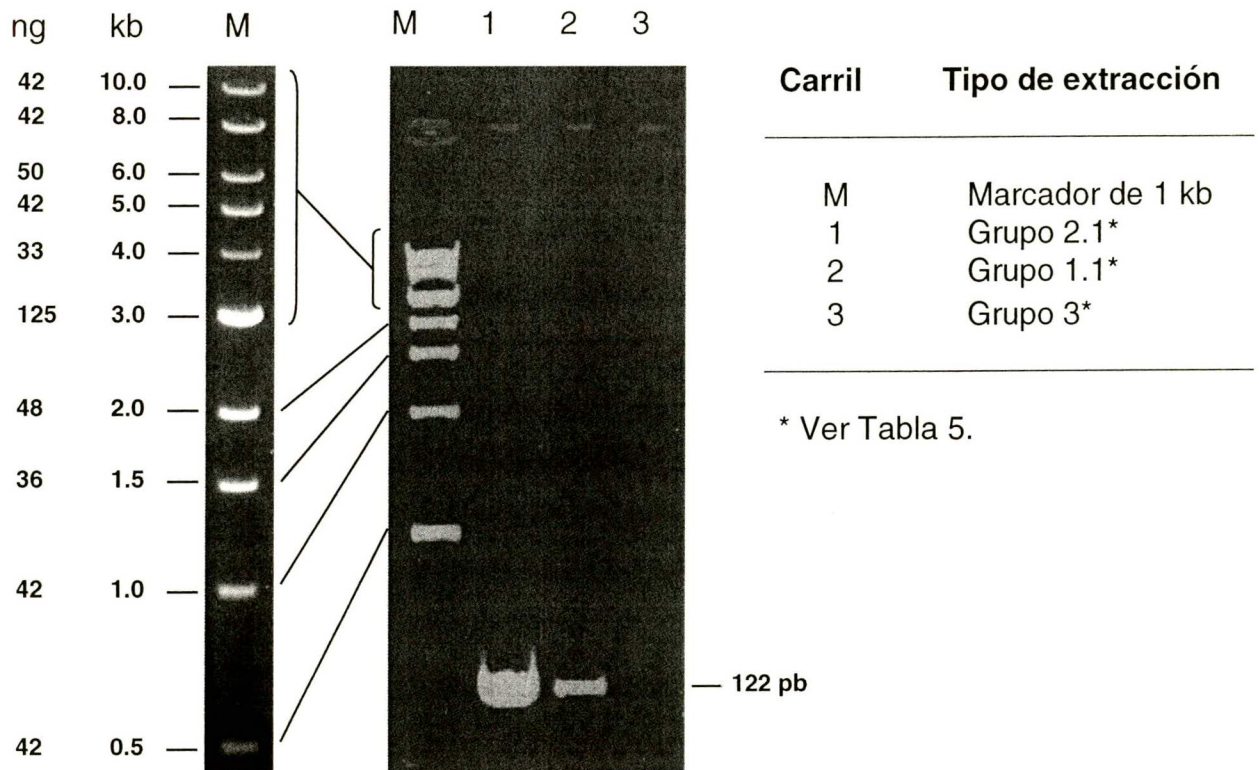 ng kb M M 1 2 3
42 10.0
42 8.0
50 6.0
42 5.0
33 4.0
125 3.0
48 2.0
36 1.5
42 1.0
42 0.5
122 pb
Carril Tipo de extracción
M Marcador de 1 kb
1 Grupo 2.1*
2 Grupo 1.1*
3 Grupo 3*
* Ver Tabla 5.